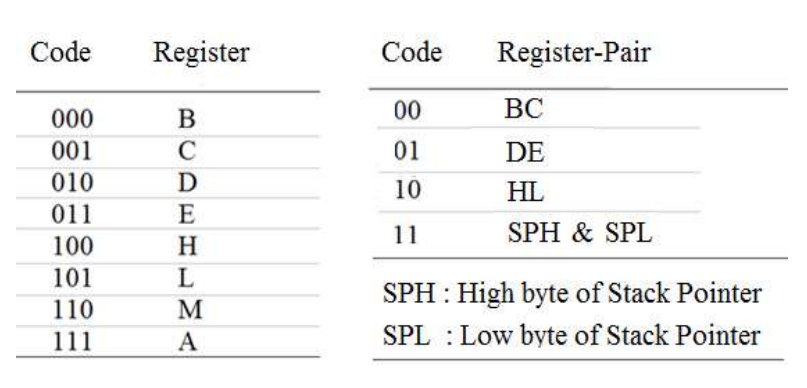 Code Register
000 B
001 C
010 D
011 E
100 H
101 L
110 M
111 A
Code Register-Pair
00 BC
01 DE
10 HL
11 SPH & SPL
SPH : High byte of Stack Pointer
SPL : Low byte of Stack Pointer